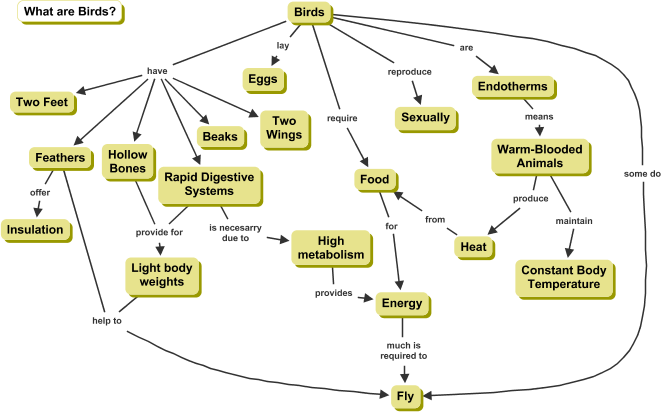 What are Birds?
Birds
lay
are
have
reproduce
Eggs
Endotherms
Two Feet
require
means
Two
Wings
Sexually
Beaks
Feathers
Hollow
Bones
Warm-Blooded
Animals
Rapid Digestive
Systems
Food
some do
offer
produce
Insulation
provide for
is necesarry
due to
for
from
maintain
High
metabolism
Heat
Light body
weights
Constant Body
Temperature
provides
Energy
help to
much is
required to
Fly